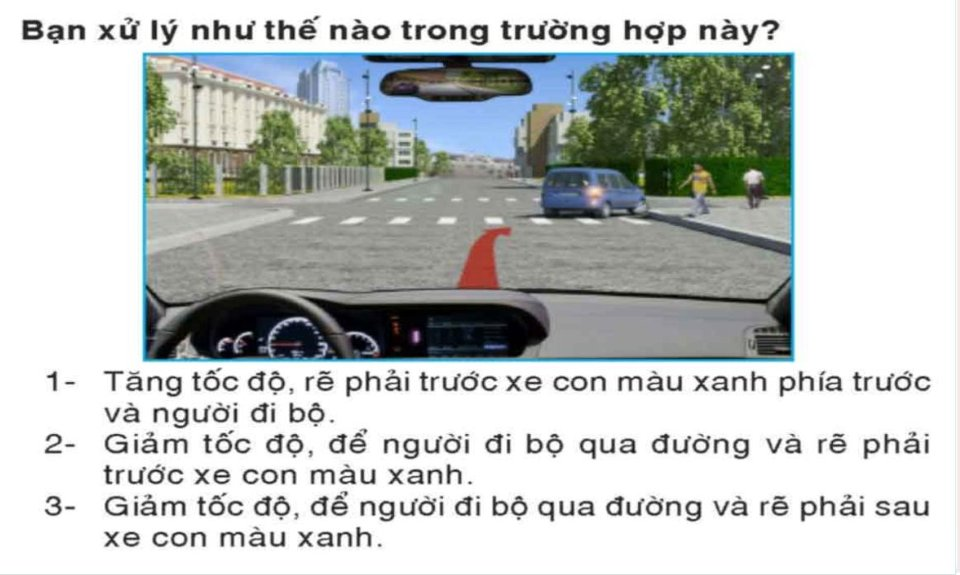 Bạn xử lý như thế nào trong trường hợp này?
1- Tăng tốc độ, rẽ phải trước xe con màu xanh phía trước
và người đi bộ.
2- Giảm tốc độ, để người đi bộ qua đường và rẽ phải
trước xe con màu xanh.
3- Giảm tốc độ, để người đi bộ qua đường và rẽ phải sau
xe con màu xanh.